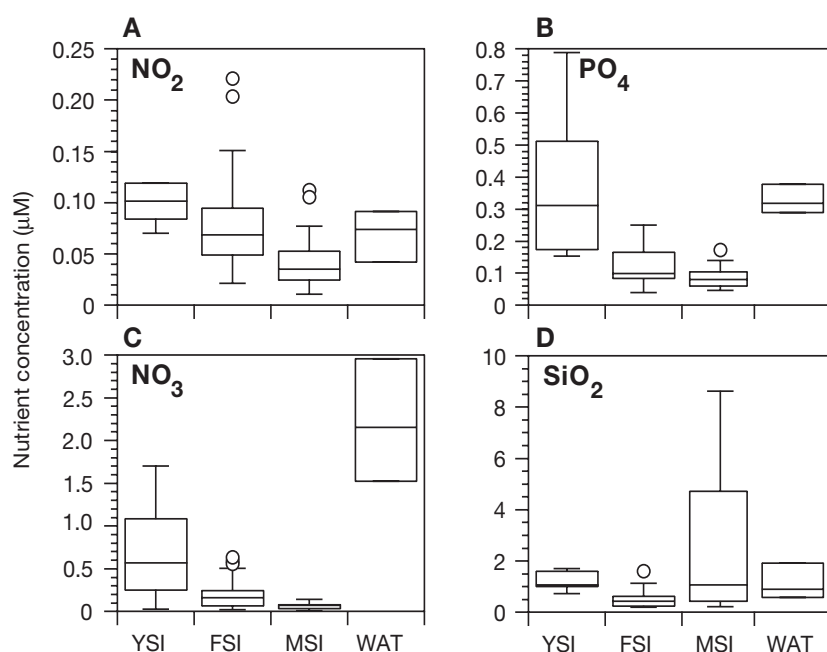 A
NO2
0.25
0.20
0.15
0.10
0.05
0
B
PO4
0.8
0.7
0.6
0.5
0.4
0.3
0.2
0.1
0
C
NO3
3.0
2.5
2.0
1.5
1.0
0.5
0
D
SiO2
10
8
6
4
2
0
Nutrient concentration (μM)
YSI FSI MSI WAT
YSI FSI MSI WAT